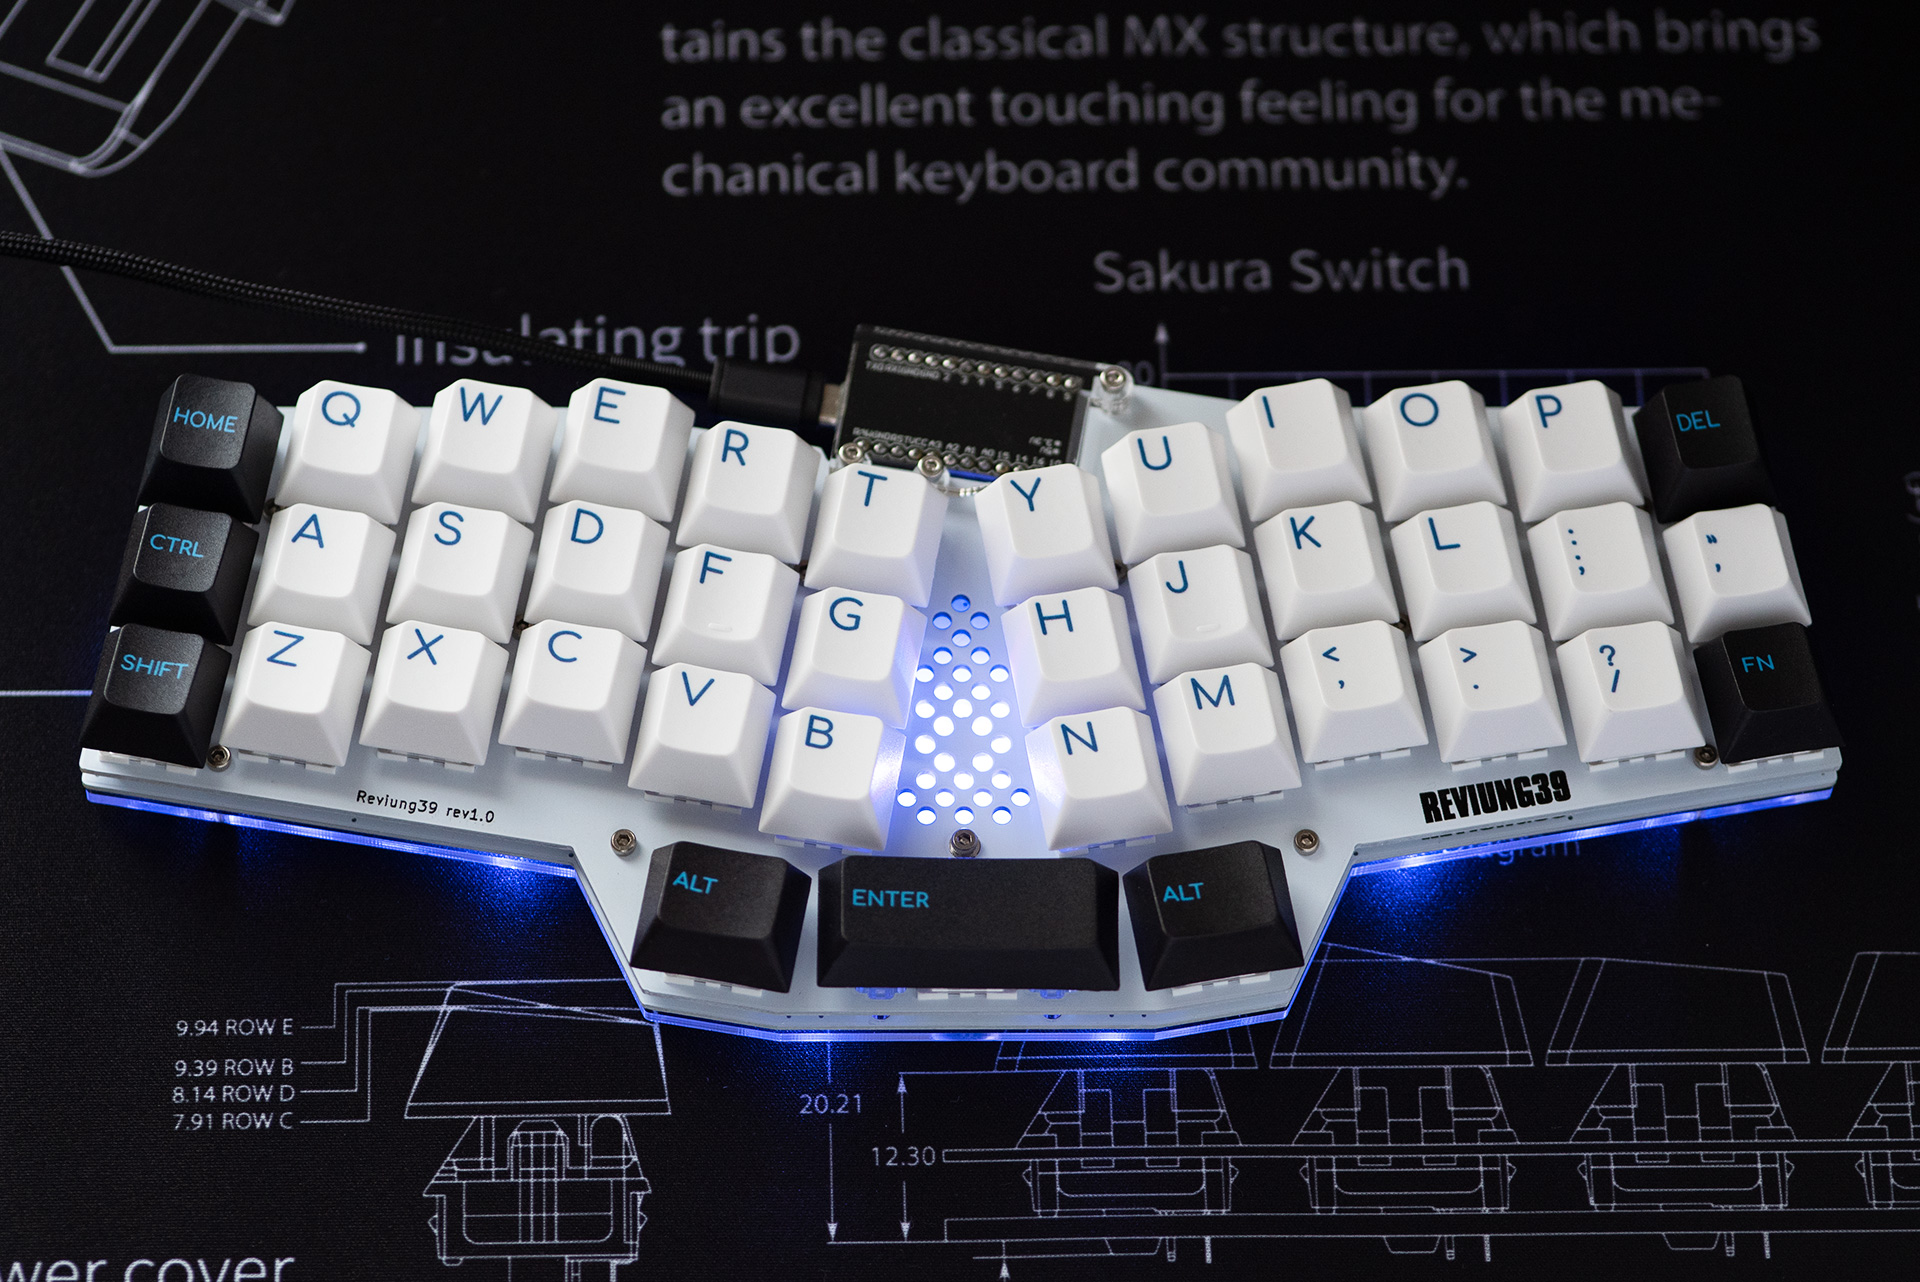 tains the classical MX structure, which brings
an excellent touching feeling for the me-
chanical keyboard community.
Sakura Switch
Insulating trip
HOME Q W E R T Y U I O P DEL
CTRL A S D F G H J K L : ; " '
SHIFT Z X C V B N M < , > . ? / FN
Reviung39 rev1.0
REVIUNG39
ALT ENTER ALT
9.94 ROW E
9.39 ROW B
8.14 ROW D
7.91 ROW C
20.21
12.30
wer cover